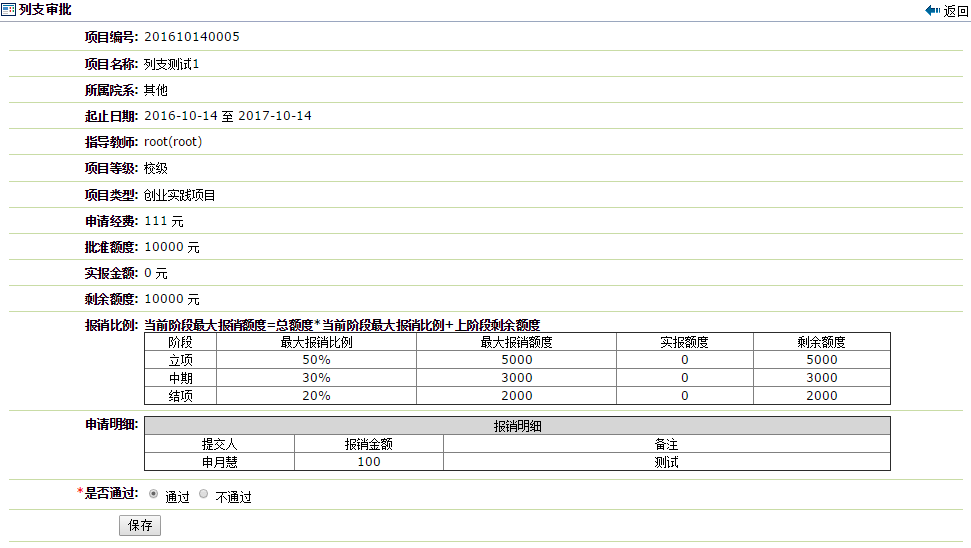 列支审批 返回
项目编号: 201610140005
项目名称: 列支测试1
所属院系: 其他
起止日期: 2016-10-14 至 2017-10-14
指导教师: root(root)
项目等级: 校级
项目类型: 创业实践项目
申请经费: 111 元
批准额度: 10000 元
实报金额: 0 元
剩余额度: 10000 元
报销比例: 当前阶段最大报销额度=总额度*当前阶段最大报销比例+上阶段剩余额度
阶段 最大报销比例 最大报销额度 实报额度 剩余额度
立项 50% 5000 0 5000
中期 30% 3000 0 3000
结项 20% 2000 0 2000
申请明细: 报销明细
提交人 报销金额 备注
申月慧 100 测试
*是否通过: 通过 不通过
保存